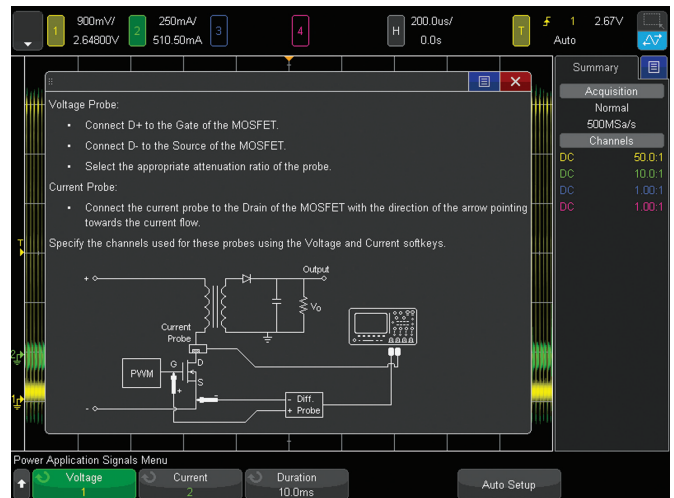 1 900mV/ 2 250mA/ 3 4 H 200.0us/ T 1 2.67V
2.64800V 510.50mA 0.0s Auto
Summary
Voltage Probe:
• Connect D+ to the Gate of the MOSFET.
• Connect D- to the Source of the MOSFET.
• Select the appropriate attenuation ratio of the probe.
Current Probe:
• Connect the current probe to the Drain of the MOSFET with the direction of the arrow pointing
towards the current flow.
Specify the channels used for these probes using the Voltage and Current softkeys.
+
Output
Vo
Current
Probe
G
D
S
PWM
+
-
- Diff.
+ Probe
-
Acquisition
Normal
500MSa/s
Channels
DC 50.0:1
DC 10.0:1
DC 1.00:1
DC 1.00:1
T
2
1
Power Application Signals Menu
Voltage Current Duration Auto Setup
1 2 10.0ms